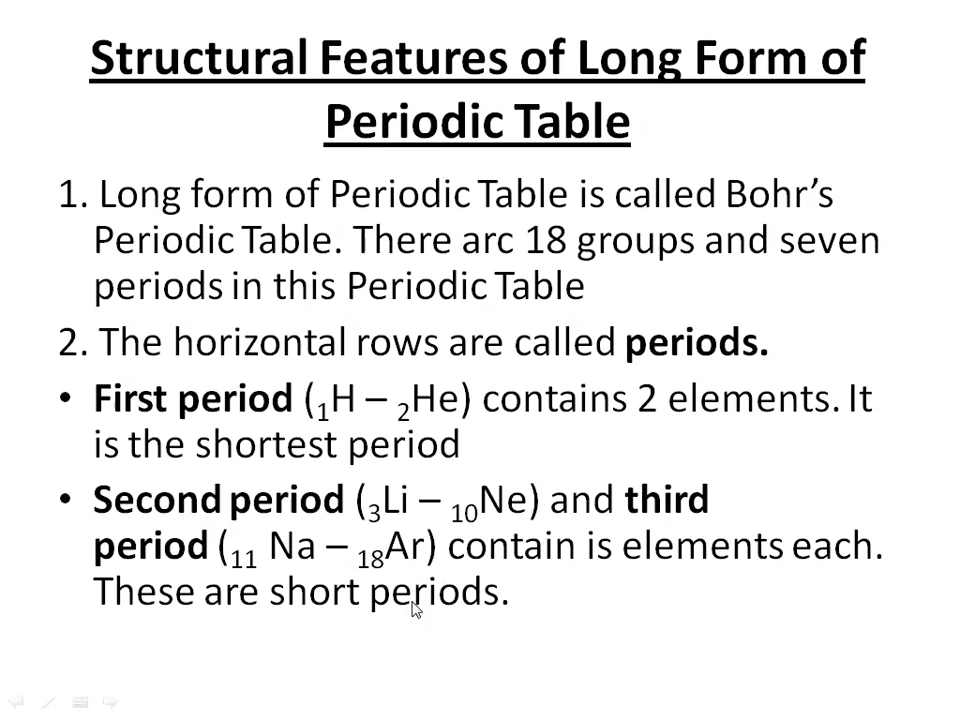 Structural Features of Long Form of
Periodic Table
1. Long form of Periodic Table is called Bohr’s
Periodic Table. There arc 18 groups and seven
periods in this Periodic Table
2. The horizontal rows are called periods.
• First period (₁H – ₂He) contains 2 elements. It
is the shortest period
• Second period (₃Li – ₁₀Ne) and third
period (₁₁ Na – ₁₈Ar) contain is elements each.
These are short periods.